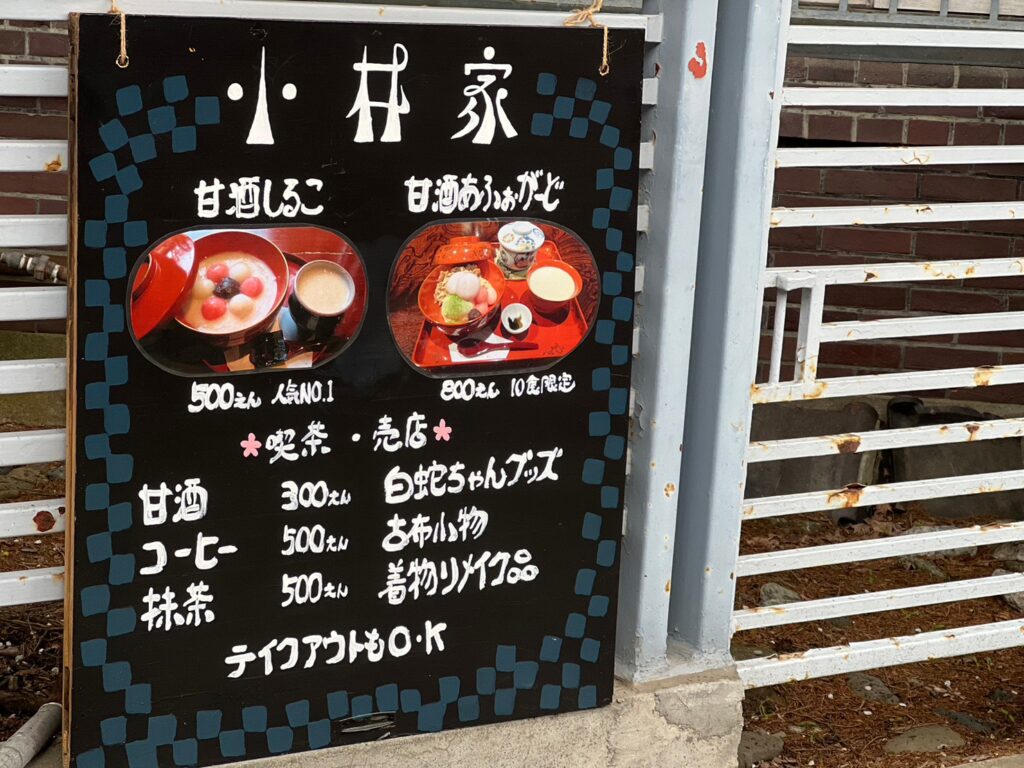 小林家
甘酒しるこ 甘酒あふぉがーど
500えん 人気NO.1 800えん 10食限定
喫茶・売店
甘酒 300えん 白蛇ちゃんグッズ
コーヒー 500えん 古布小物
抹茶 500えん 着物リメイク品
テイクアウトもO・K